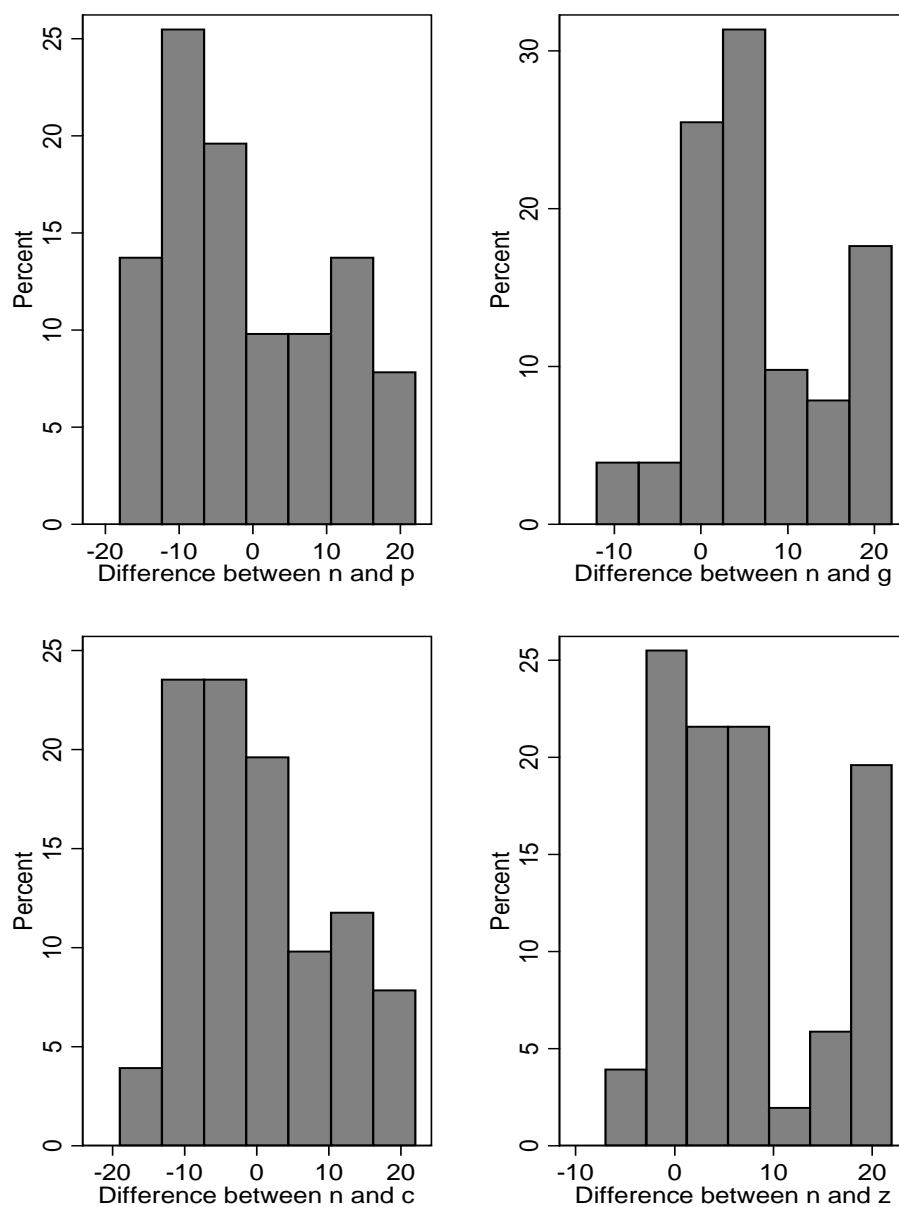 25
20
15
10
5
0
Percent
-20 -10 0 10 20
Difference between n and p
30
20
10
0
Percent
-10 0 10 20
Difference between n and g
25
20
15
10
5
0
Percent
-20 -10 0 10 20
Difference between n and c
25
20
15
10
5
0
Percent
-10 0 10 20
Difference between n and z